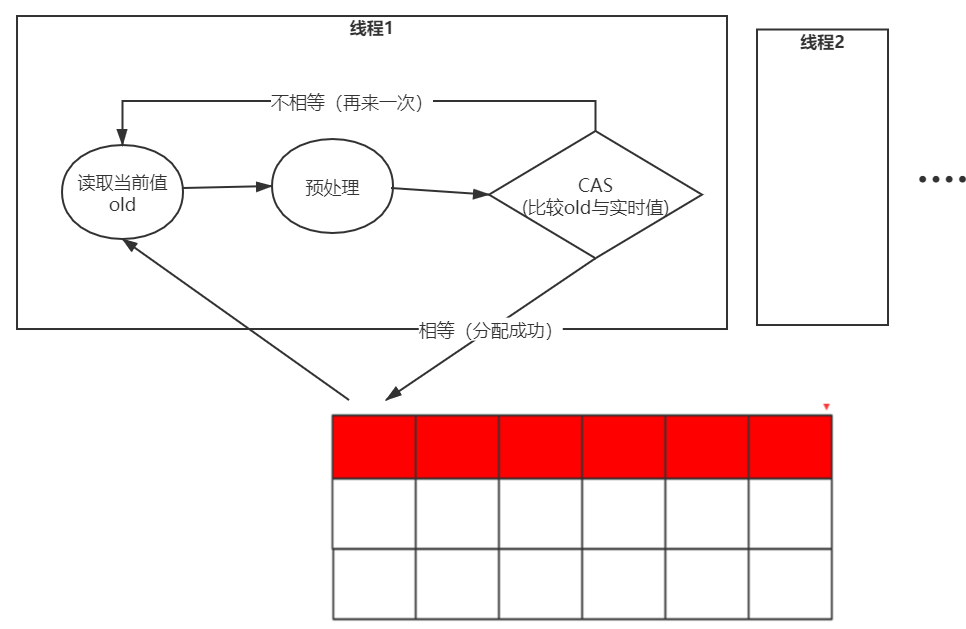 线程1
线程2
不相等（再来一次）
读取当前值
old
预处理
CAS
(比较old与实时值)
相等（分配成功）